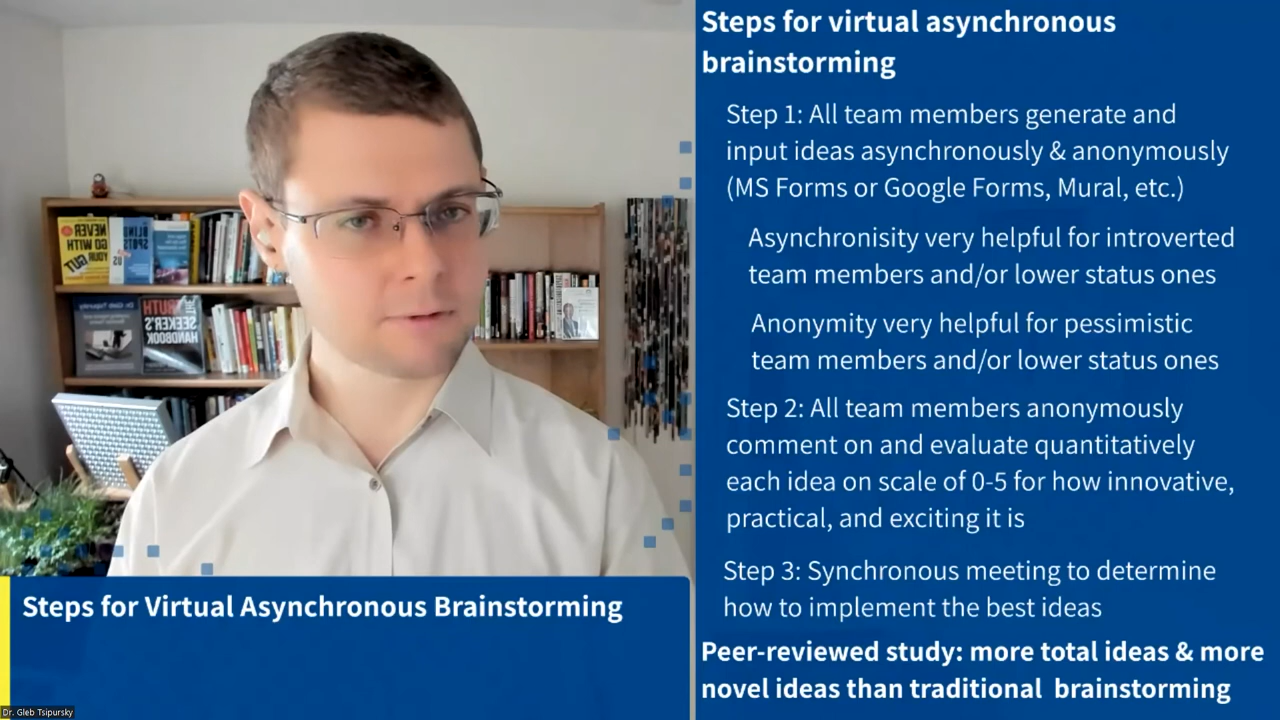 Steps for virtual asynchronous
brainstorming
Step 1: All team members generate and
input ideas asynchronously & anonymously
(MS Forms or Google Forms, Mural, etc.)
Asynchronisity very helpful for introverted
team members and/or lower status ones
Anonymity very helpful for pessimistic
team members and/or lower status ones
Step 2: All team members anonymously
comment on and evaluate quantitatively
each idea on scale of 0-5 for how innovative,
practical, and exciting it is
Step 3: Synchronous meeting to determine
how to implement the best ideas
Peer-reviewed study: more total ideas & more
novel ideas than traditional brainstorming
NEVER
GO WITH
YOUR
GUT
BLIND
SPOTS
US
Dr. Gleb Tsipursky
TRUTH
SEEKER'S
HANDBOOK
Steps for Virtual Asynchronous Brainstorming
Dr. Gleb Tsipursky